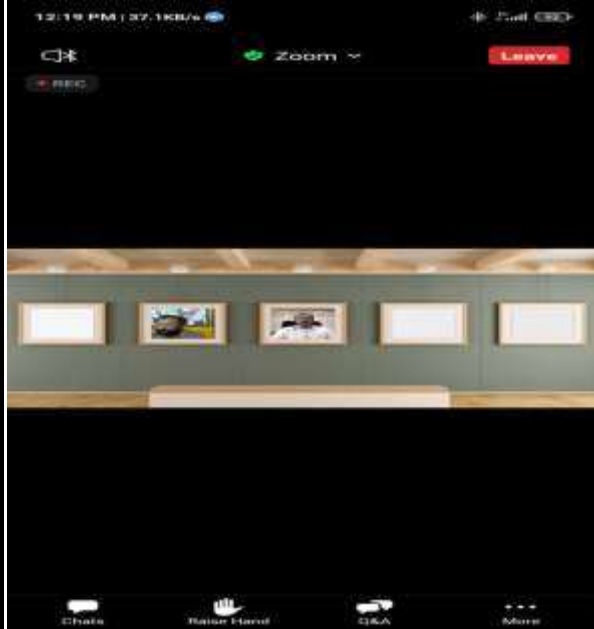 12:19 PM | 37.1KB/s
Zoom
Leave
REC
Chats
Raise Hand
Q&A
More